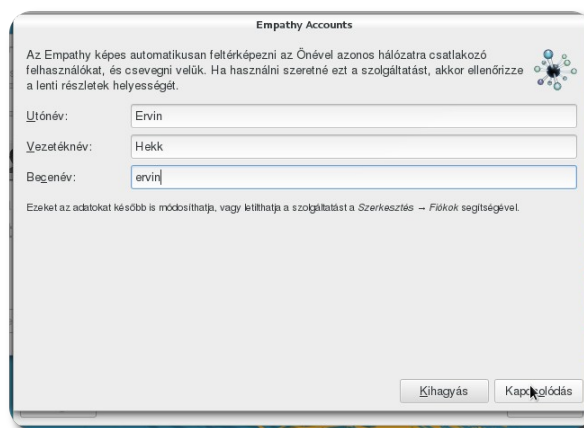 Empathy Accounts
Az Empathy képes automatikusan feltérképezni az Önével azonos hálózatra csatlakozó
felhasználókat, és csevegni velük. Ha használni szeretné ezt a szolgáltatást, akkor ellenőrizze
a lenti részletek helyességét.
Utónév: Ervin
Vezetéknév: Hekk
Becenév: ervin
Ezeket az adatokat később is módosíthatja, vagy letilthatja a szolgáltatást a Szerkesztés → Fiókok segítségével.
Kihagyás Kapcsolódás